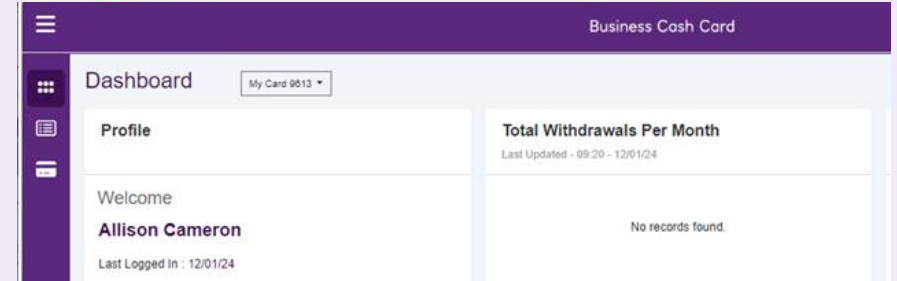 Business Cash Card
Dashboard
My Card 9613
Profile
Welcome
Allison Cameron
Last Logged In : 12/01/24
Total Withdrawals Per Month
Last Updated - 09:20 - 12/01/24
No records found.